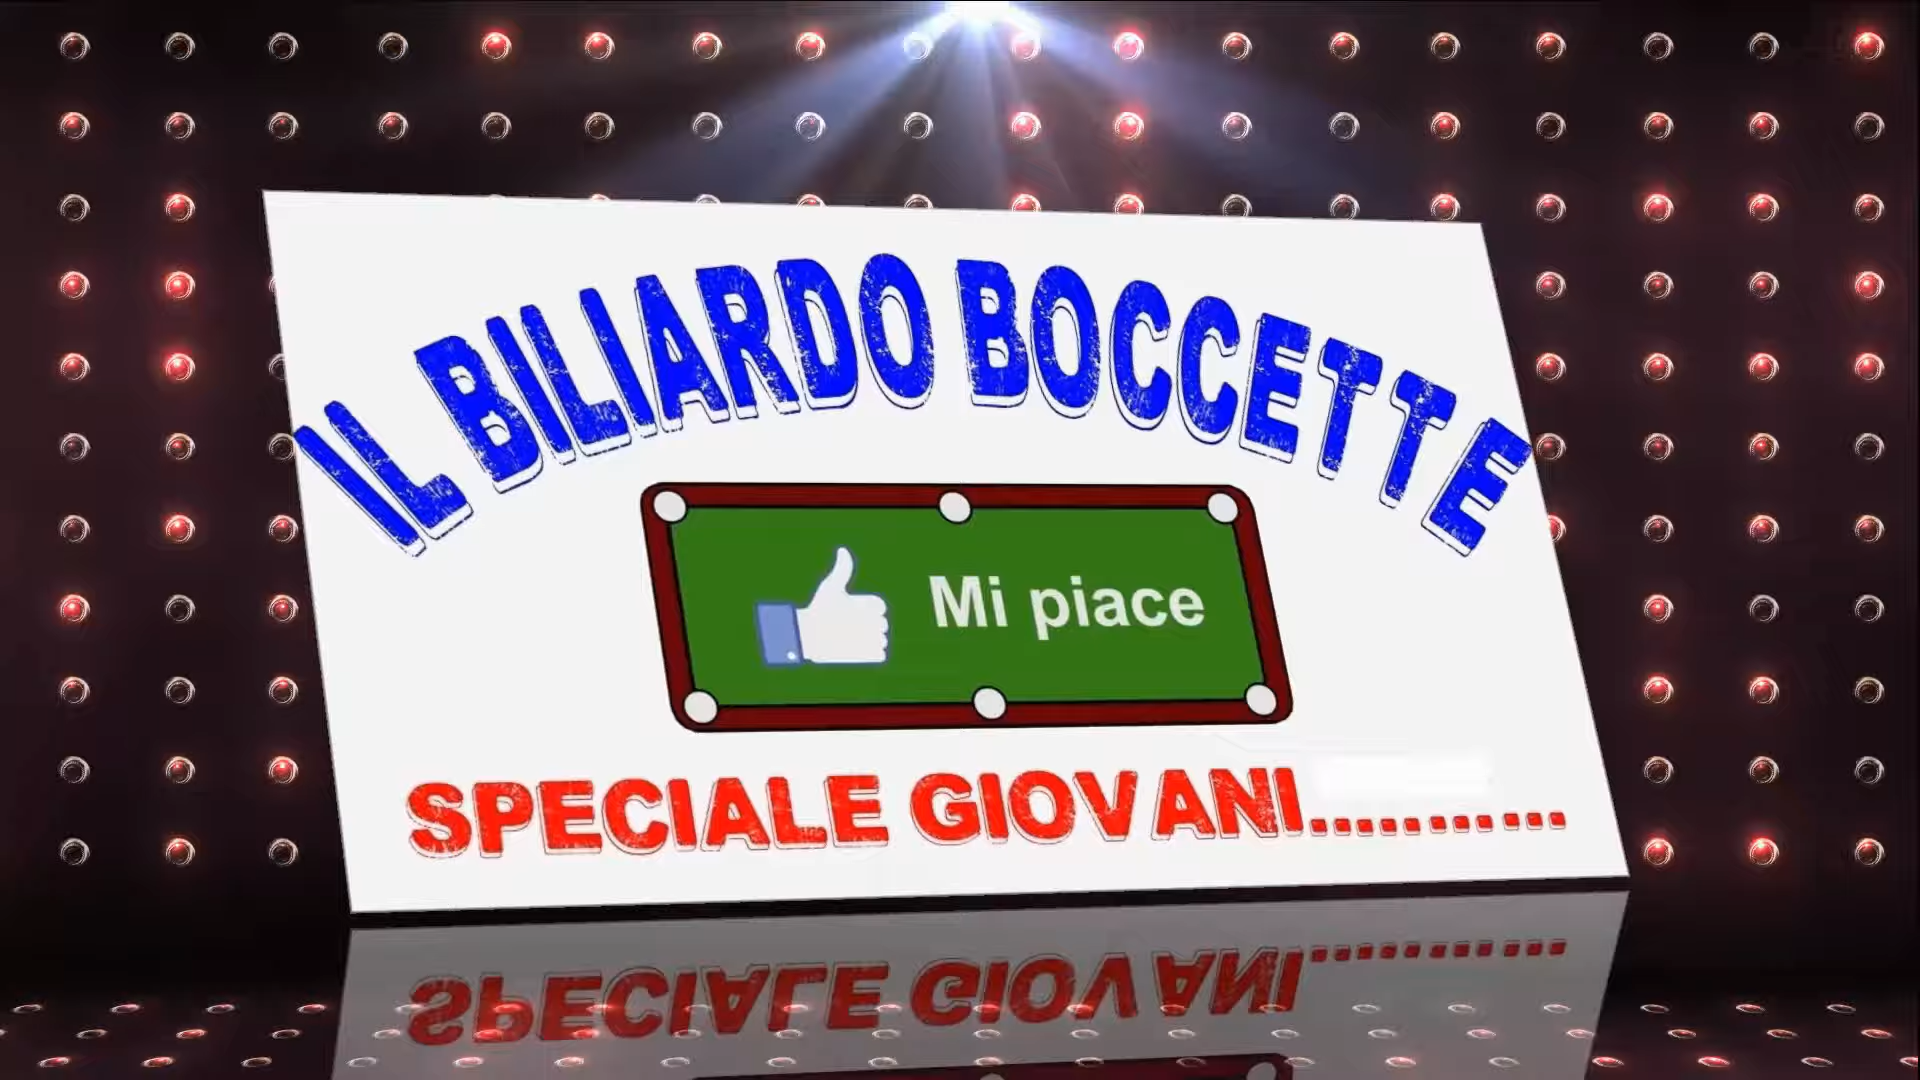 IL BILIARDO BOCCETTE
Mi piace
SPECIALE GIOVANI...........